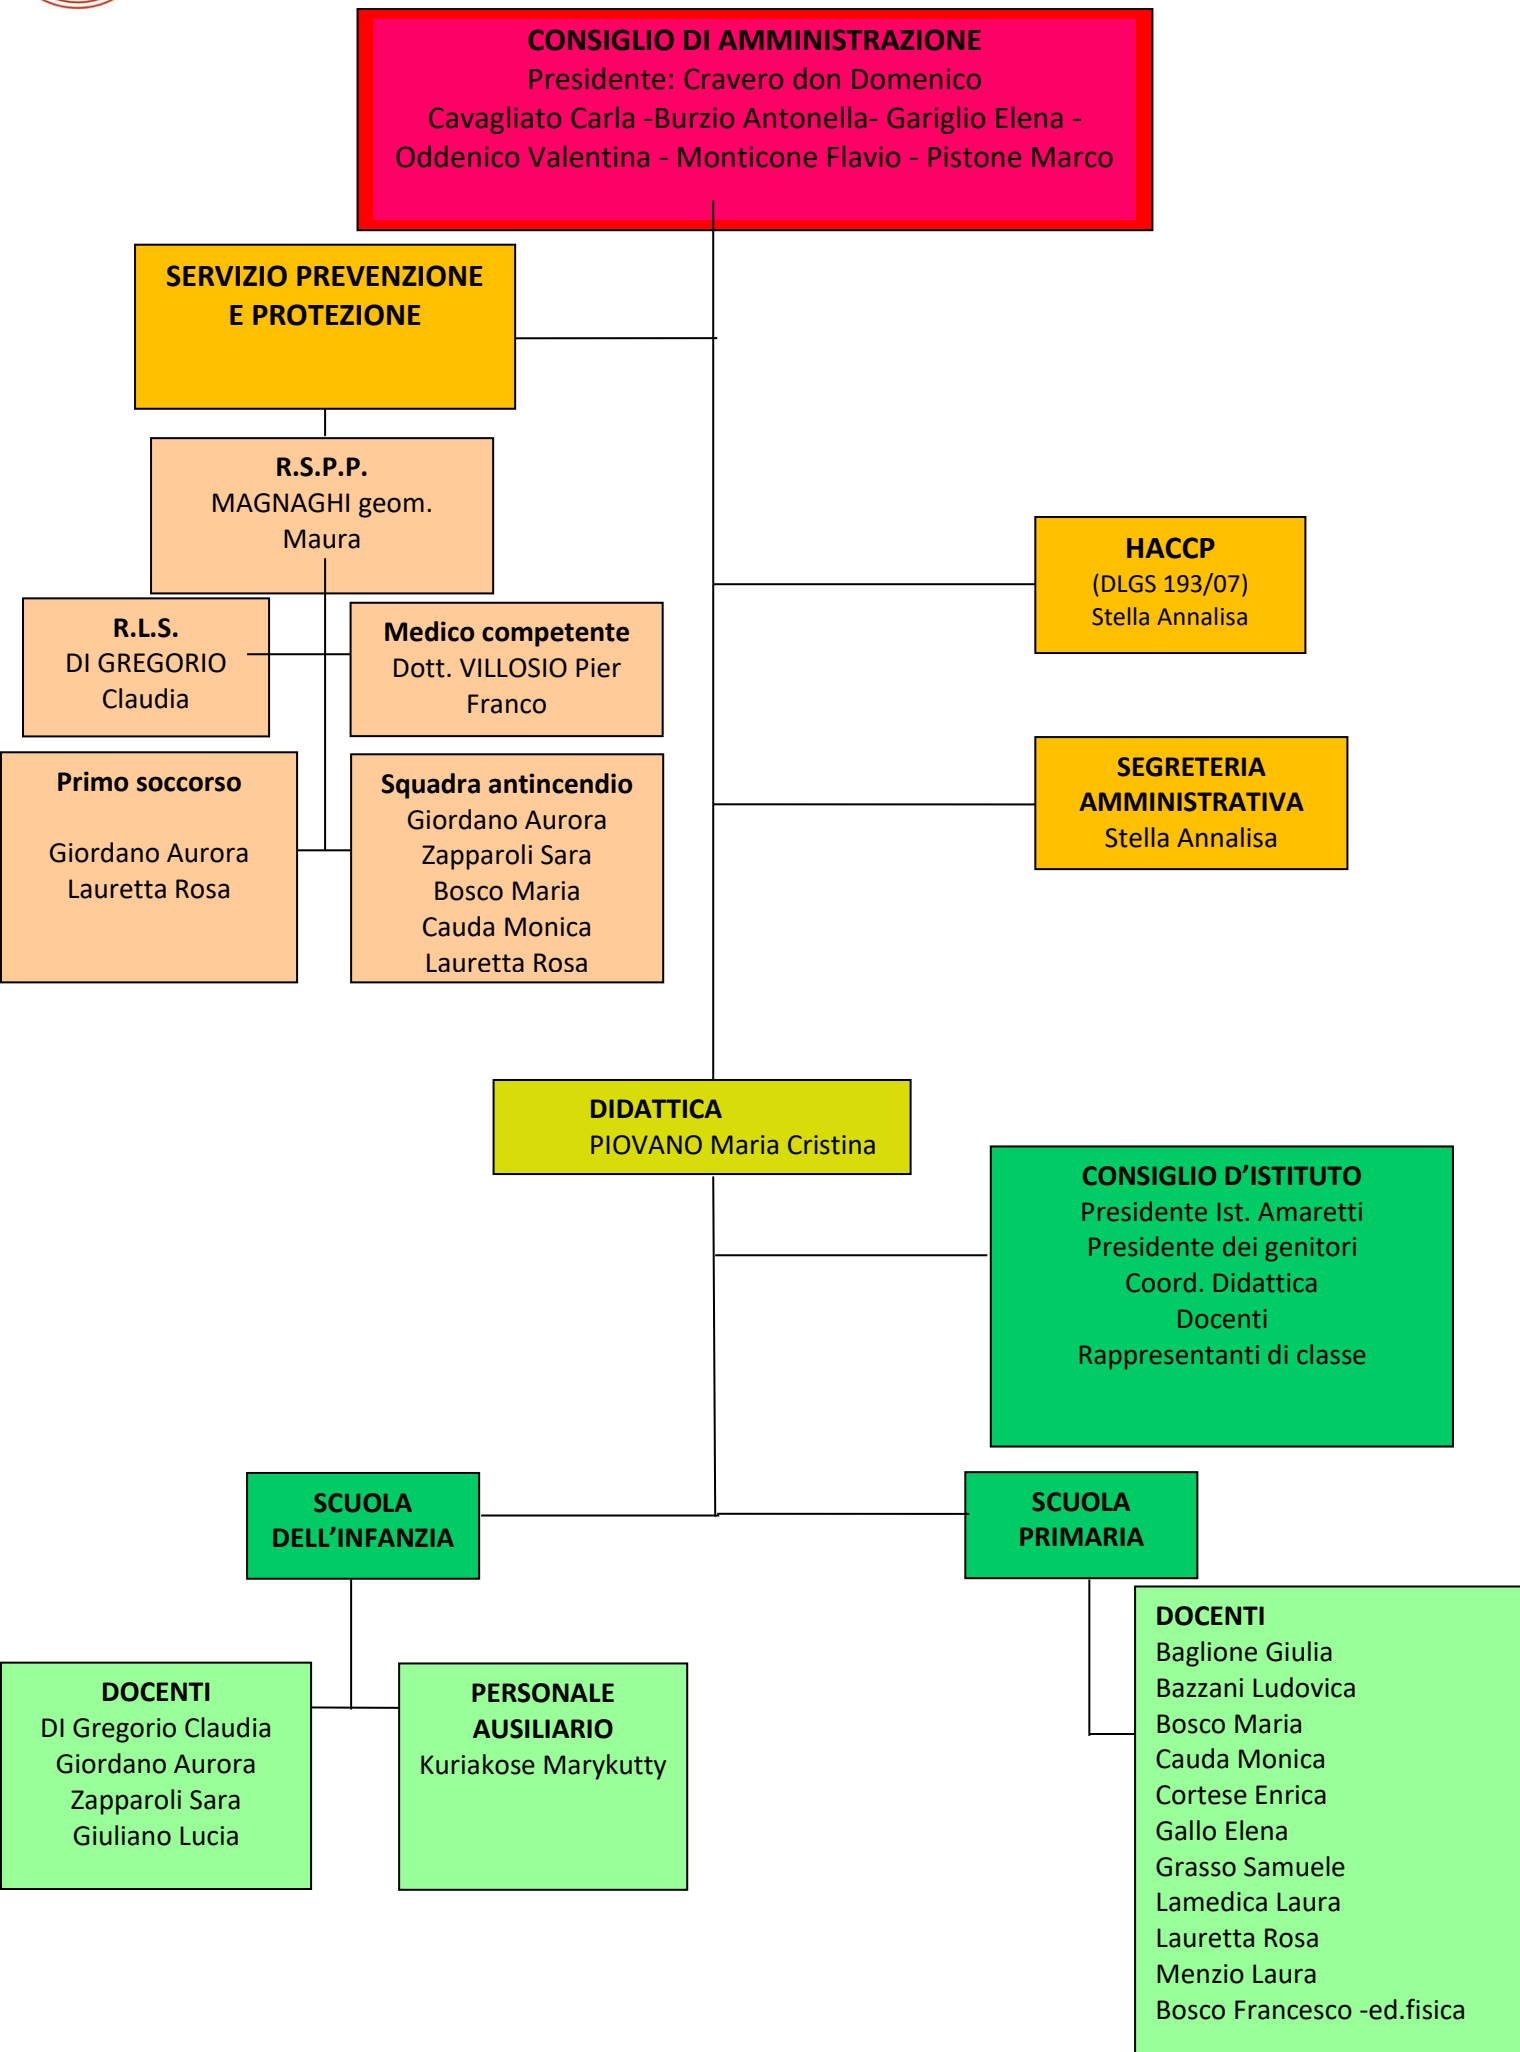 CONSIGLIO DI AMMINISTRAZIONE
Presidente: Cravero don Domenico
Cavagliato Carla -Burzio Antonella- Gariglio Elena -
Oddenico Valentina - Monticone Flavio - Pistone Marco
SERVIZIO PREVENZIONE
E PROTEZIONE
R.S.P.P.
MAGNAGHI geom.
Maura
HACCP
(DLGS 193/07)
Stella Annalisa
R.L.S.
DI GREGORIO
Claudia
Medico competente
Dott. VILLOSIO Pier
Franco
SEGRETERIA
AMMINISTRATIVA
Stella Annalisa
Primo soccorso
Giordano Aurora
Lauretta Rosa
Squadra antincendio
Giordano Aurora
Zapparoli Sara
Bosco Maria
Cauda Monica
Lauretta Rosa
DIDATTICA
PIOVANO Maria Cristina
CONSIGLIO D’ISTITUTO
Presidente Ist. Amaretti
Presidente dei genitori
Coord. Didattica
Docenti
Rappresentanti di classe
SCUOLA
DELL’INFANZIA
SCUOLA
PRIMARIA
DOCENTI
DI Gregorio Claudia
Giordano Aurora
Zapparoli Sara
Giuliano Lucia
PERSONALE
AUSILIARIO
Kuriakose Marykutty
DOCENTI
Baglione Giulia
Bazzani Ludovica
Bosco Maria
Cauda Monica
Cortese Enrica
Gallo Elena
Grasso Samuele
Lamedica Laura
Lauretta Rosa
Menzio Laura
Bosco Francesco -ed.fisica